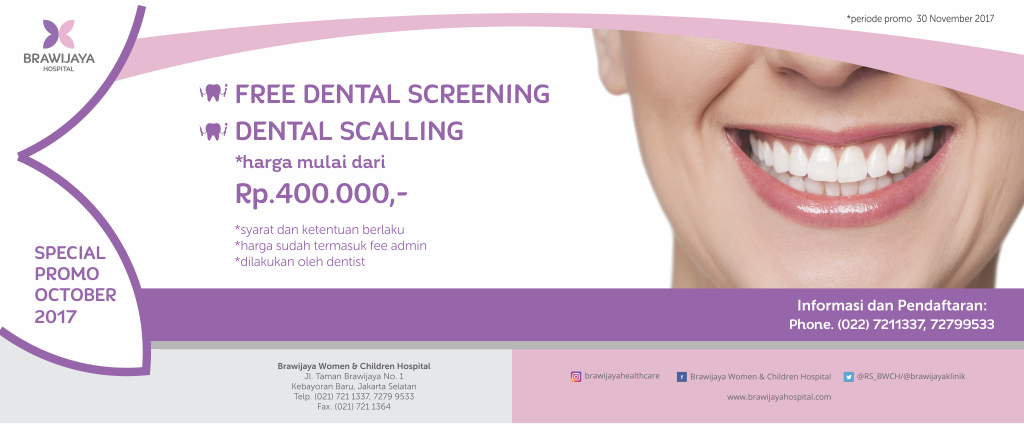 BRAWIJAYA
HOSPITAL
*periode promo 30 November 2017
FREE DENTAL SCREENING
DENTAL SCALLING
*harga mulai dari
Rp.400.000,-
*syarat dan ketentuan berlaku
*harga sudah termasuk fee admin
*dilakukan oleh dentist
SPECIAL
PROMO
OCTOBER
2017
Informasi dan Pendaftaran:
Phone. (022) 7211337, 72799533
Brawijaya Women & Children Hospital
Jl. Taman Brawijaya No. 1
Kebayoran Baru, Jakarta Selatan
Telp. (021) 721 1337, 7279 9533
Fax. (021) 721 1364
brawijayahealthcare
Brawijaya Women & Children Hospital
@RS_BWCH/@brawijayaklinik
www.brawijayahospital.com